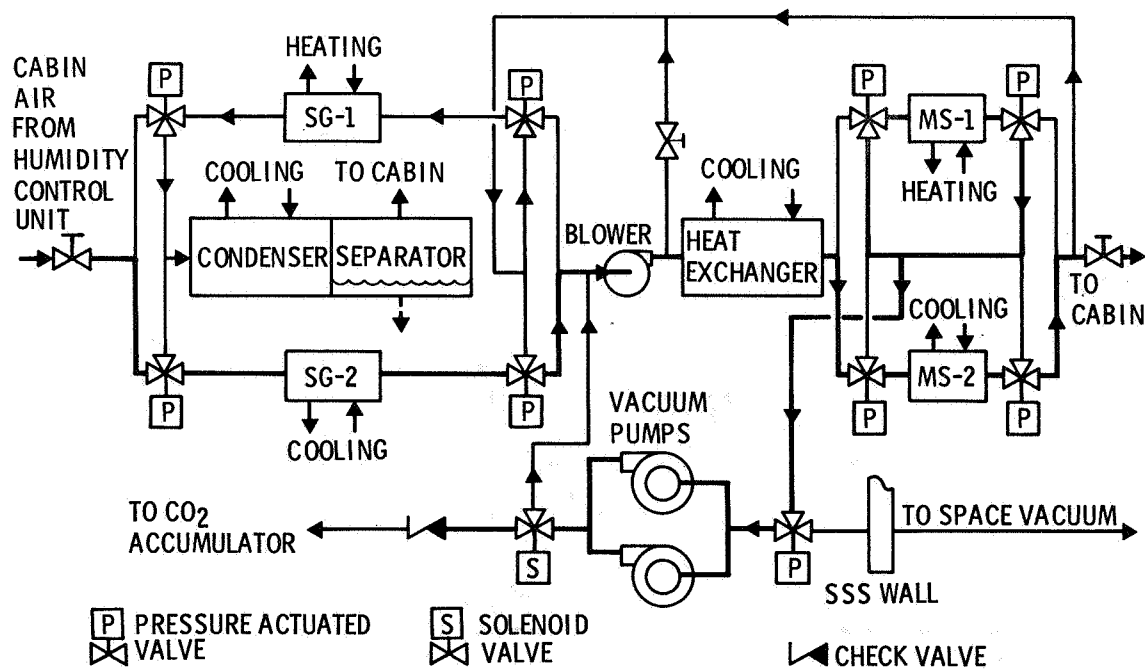 HEATING
CABIN
AIR
FROM
HUMIDITY
CONTROL
UNIT
P
SG-1
P
P
MS-1
P
COOLING
TO CABIN
HEATING
CONDENSER
SEPARATOR
BLOWER
COOLING
HEAT
EXCHANGER
TO
CABIN
COOLING
SG-2
MS-2
P
P
P
P
COOLING
VACUUM
PUMPS
TO CO2
ACCUMULATOR
S
P
TO SPACE VACUUM
SSS WALL
P PRESSURE ACTUATED
VALVE
S SOLENOID
VALVE
CHECK VALVE